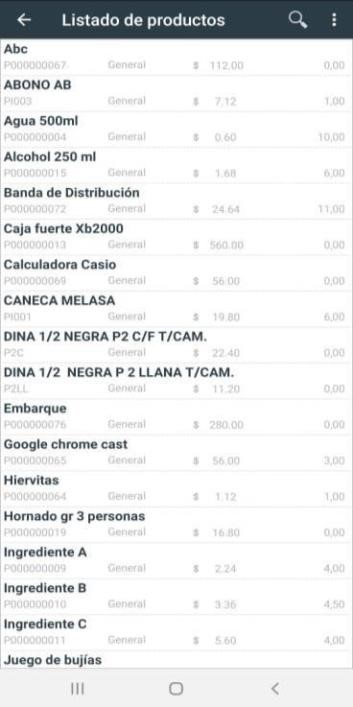 Listado de productos
Abc
P000000067 General $ 112.00 0,00
ABONO AB
PI003 General $ 7.12 1,00
Agua 500ml
P000000004 General $ 0.60 10,00
Alcohol 250 ml
P000000015 General $ 1.68 6,00
Banda de Distribución
P000000072 General $ 24.64 11,00
Caja fuerte Xb2000
P000000013 General $ 560.00 0,00
Calculadora Casio
P000000069 General $ 56.00 0,00
CANECA MELASA
PI001 General $ 19.80 6,00
DINA 1/2 NEGRA P2 C/F T/CAM.
P2C General $ 22.40 0,00
DINA 1/2 NEGRA P 2 LLANA T/CAM.
P2LL General $ 11.20 0,00
Embarque
P000000076 General $ 280.00 0,00
Google chrome cast
P000000065 General $ 56.00 3,00
Hiervitas
P000000064 General $ 1.12 1,00
Hornado gr 3 personas
P000000019 General $ 16.80 0,00
Ingrediente A
P000000009 General $ 2.24 4,00
Ingrediente B
P000000010 General $ 3.36 4,50
Ingrediente C
P000000011 General $ 5.60 4,00
Juego de bujías